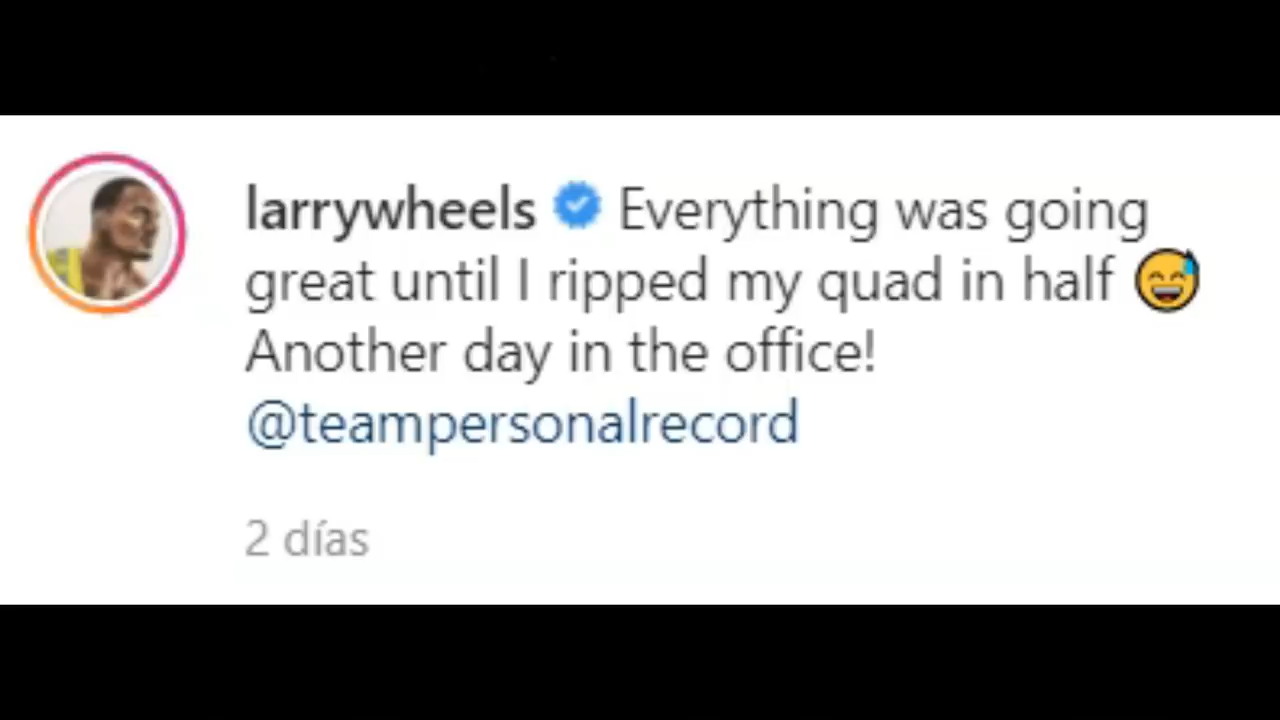 larrywheels Everything was going
great until I ripped my quad in half 😅
Another day in the office!
@teampersonalrecord
2 días